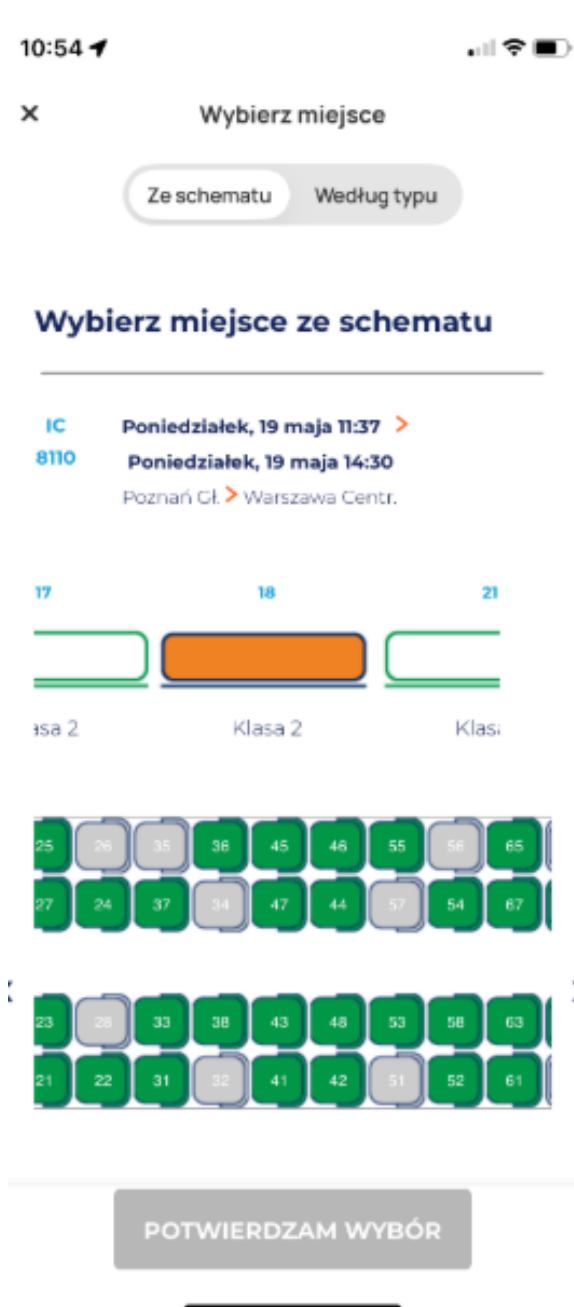 10:54
Wybierz miejsce
Ze schematu Według typu
Wybierz miejsce ze schematu
IC Poniedziałek, 19 maja 11:37 >
8110 Poniedziałek, 19 maja 14:30
Poznań Gł. > Warszawa Centr.
17 18 21
asa 2 Klasa 2 Klasa
25 26 35 36 45 46 55 56 65
27 24 37 34 47 44 57 54 67
23 28 33 38 43 48 53 58 63
21 22 31 32 41 42 51 52 61
POTWIERDZAM WYBÓR